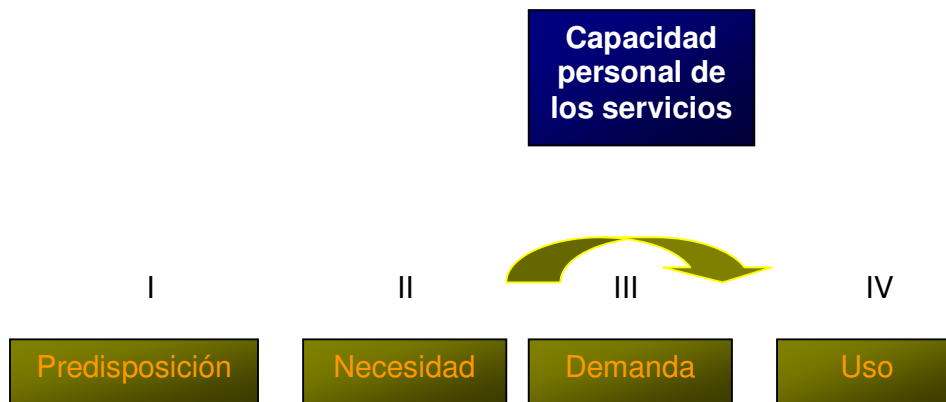 Capacidad
personal de
los servicios
I
II
III
IV
Predisposición
Necesidad
Demanda
Uso